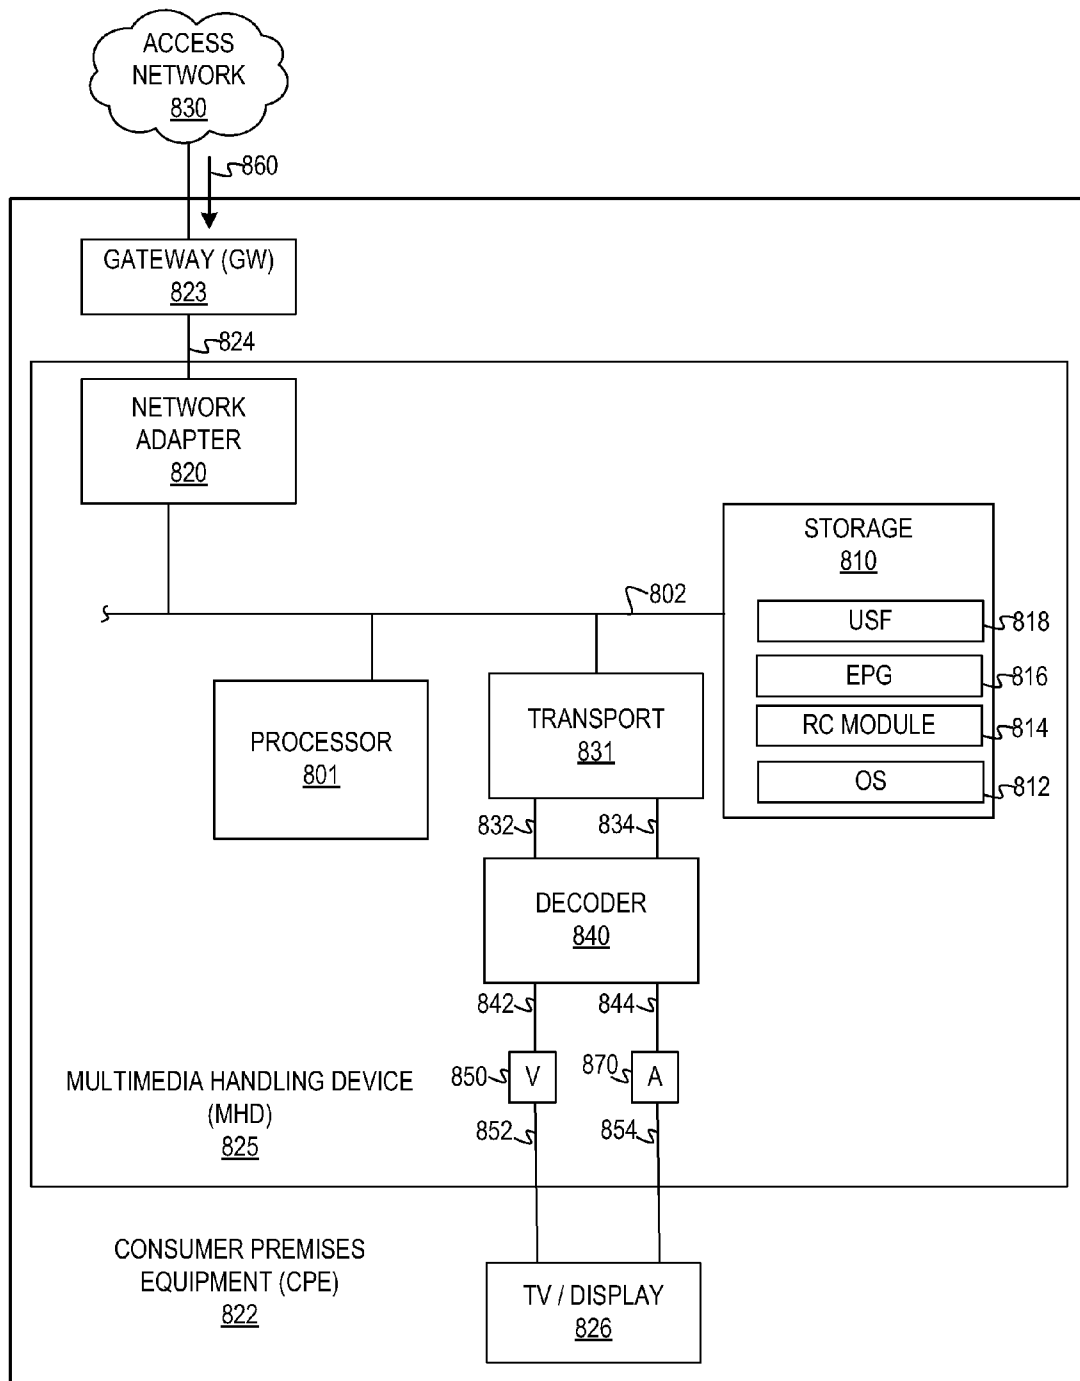 ACCESS
NETWORK
830
860
GATEWAY (GW)
823
824
NETWORK
ADAPTER
820
STORAGE
810
802
USF
818
EPG
816
RC MODULE
814
OS
812
PROCESSOR
801
TRANSPORT
831
832
834
DECODER
840
842
844
850
V
870
A
852
854
MULTIMEDIA HANDLING DEVICE
(MHD)
825
CONSUMER PREMISES
EQUIPMENT (CPE)
822
TV / DISPLAY
826